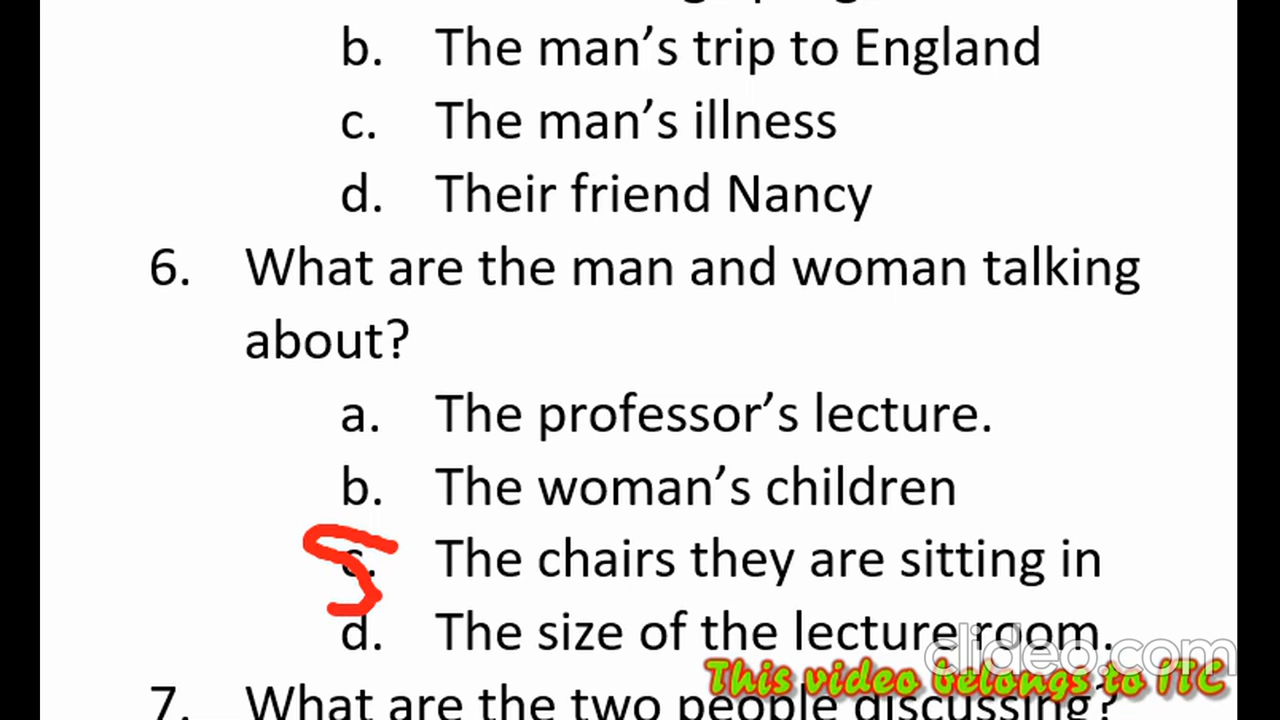 b. The man's trip to England
c. The man's illness
d. Their friend Nancy
6. What are the man and woman talking
about?
a. The professor's lecture.
b. The woman's children
c. The chairs they are sitting in
d. The size of the lecture room.
clideo.com
This video belongs to ITC
7. What are the two people discussing?